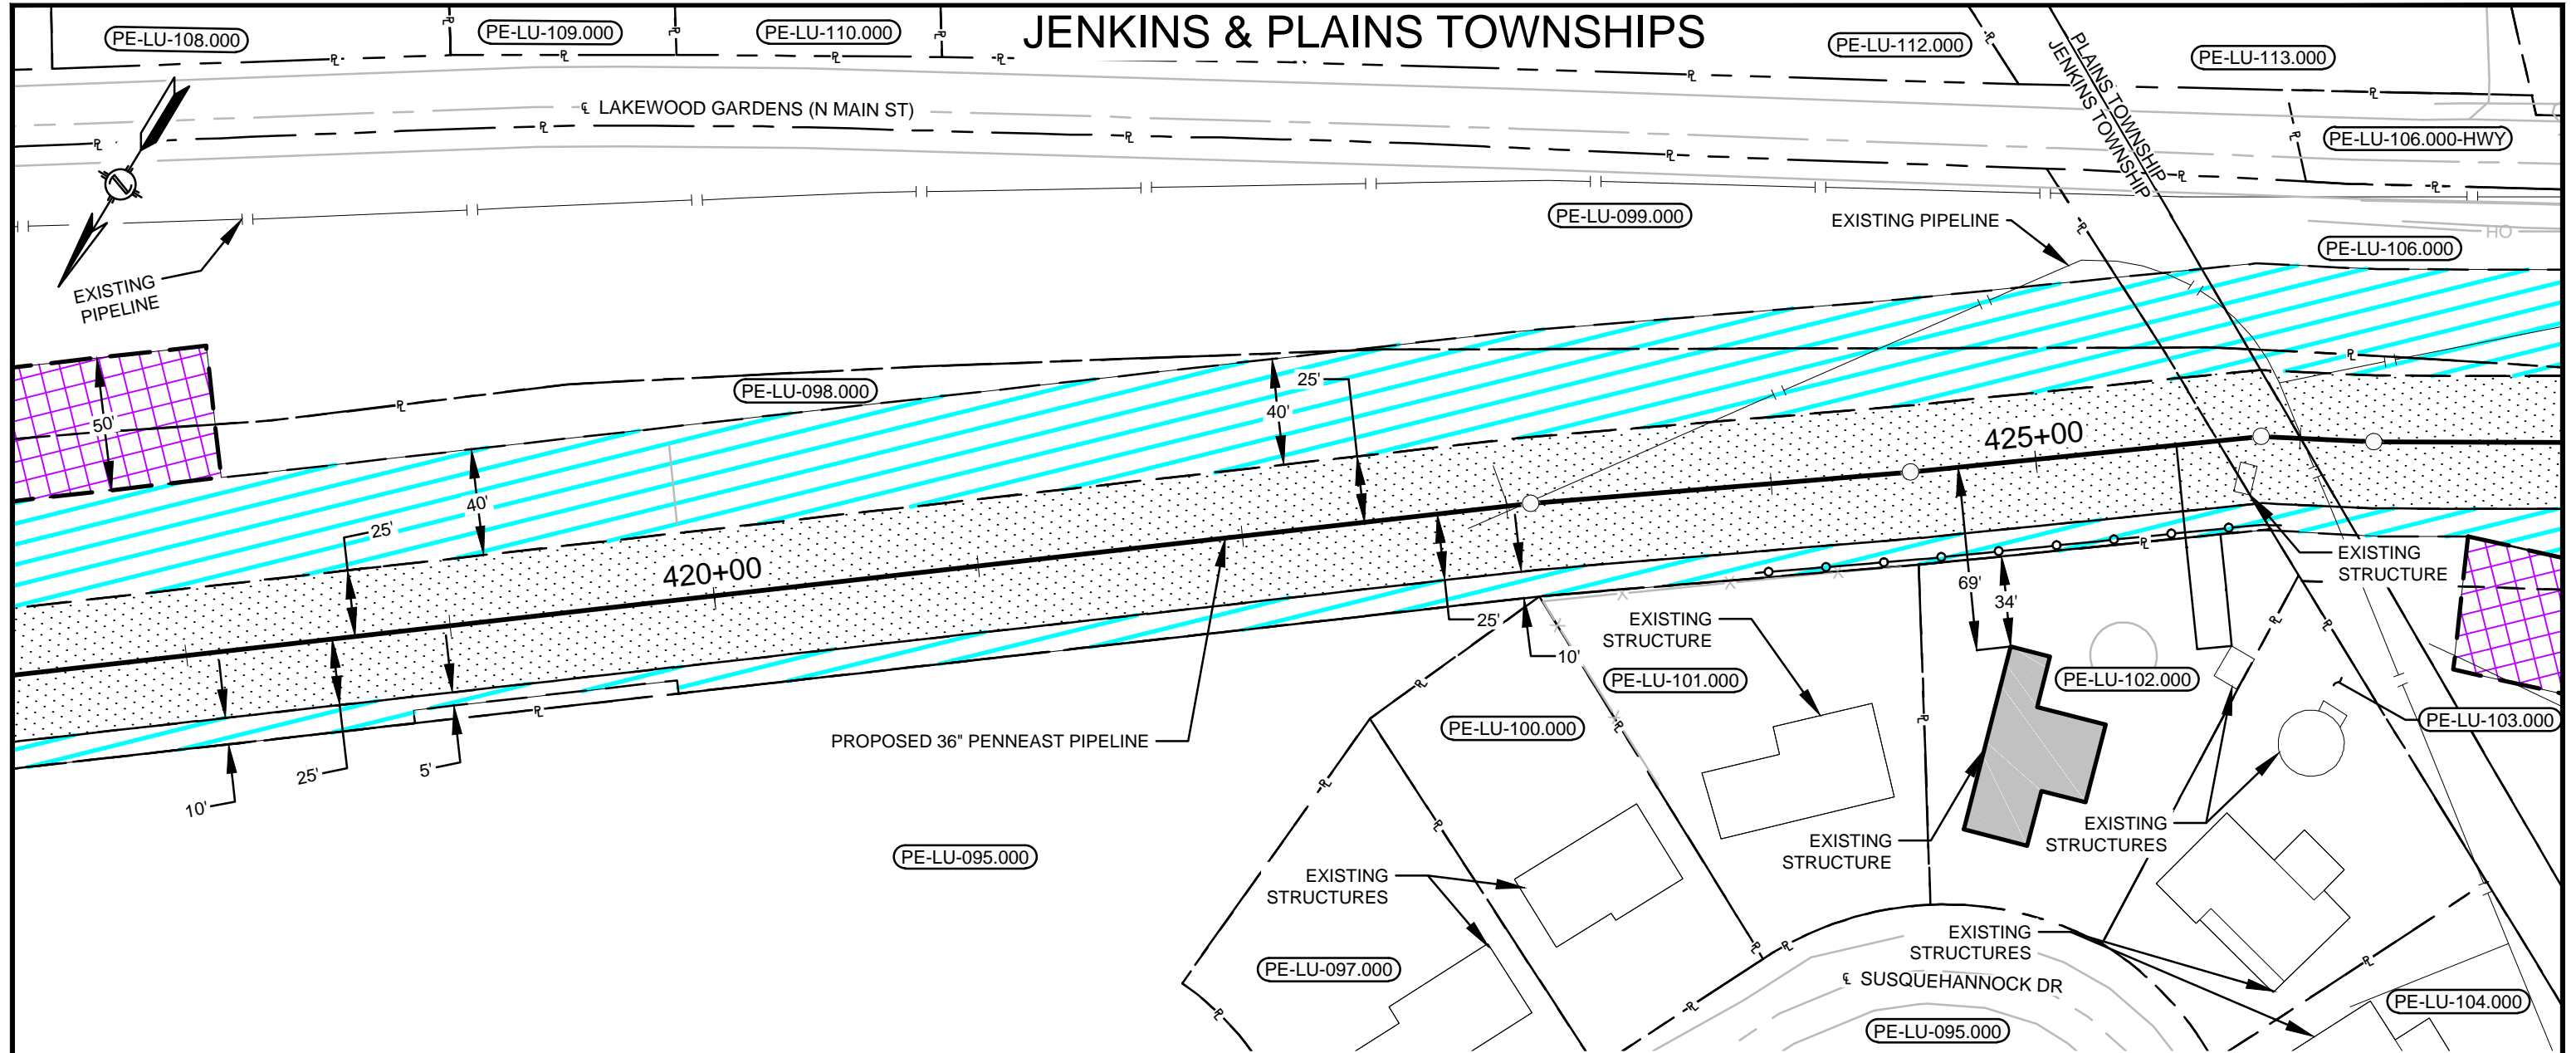 JENKINS & PLAINS TOWNSHIPS
PE-LU-108.000
PE-LU-109.000
PE-LU-110.000
PE-LU-112.000
PE-LU-113.000
PLAINS TOWNSHIP
JENKINS TOWNSHIP
℄ LAKEWOOD GARDENS (N MAIN ST)
PE-LU-106.000-HWY
PE-LU-099.000
EXISTING PIPELINE
HO
PE-LU-106.000
EXISTING
PIPELINE
50'
PE-LU-098.000
25'
40'
425+00
40'
25'
420+00
EXISTING
STRUCTURE
69'
34'
25'
10'
EXISTING
STRUCTURE
PE-LU-101.000
PE-LU-102.000
PE-LU-103.000
PE-LU-100.000
PROPOSED 36" PENNEAST PIPELINE
5'
25'
10'
EXISTING
STRUCTURE
EXISTING
STRUCTURES
PE-LU-095.000
EXISTING
STRUCTURES
EXISTING
STRUCTURES
PE-LU-097.000
℄ SUSQUEHANNOCK DR
PE-LU-104.000
PE-LU-095.000